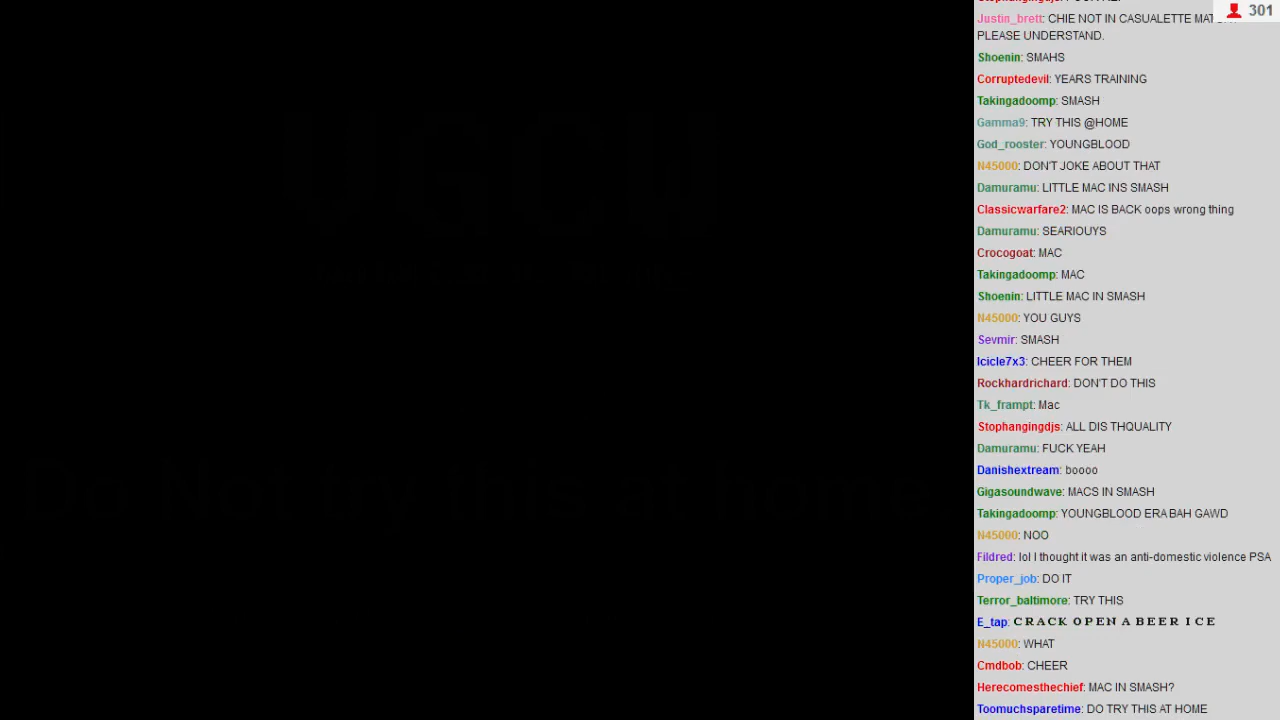 301
Justin_brett: CHIE NOT IN CASUALETTE
PLEASE UNDERSTAND.
Shoenin: SMAHS
Corruptedevil: YEARS TRAINING
Takingadoomp: SMASH
Gamma9: TRY THIS @HOME
God_rooster: YOUNGBLOOD
N45000: DON'T JOKE ABOUT THAT
Damuramu: LITTLE MAC INS SMASH
Classicwarfare2: MAC IS BACK oops wrong thing
Damuramu: SEARIOUYS
Crocogoat: MAC
Takingadoomp: MAC
Shoenin: LITTLE MAC IN SMASH
N45000: YOU GUYS
Sevmir: SMASH
Icicle7x3: CHEER FOR THEM
Rockhardrichard: DON'T DO THIS
Tk_frampt: Mac
Stophangingdjs: ALL DIS THQUALITY
Damuramu: FUCK YEAH
Danishextream: boooo
Gigasoundwave: MACS IN SMASH
Takingadoomp: YOUNGBLOOD ERA BAH GAWD
N45000: NOO
Fildred: lol I thought it was an anti-domestic violence PSA
Proper_job: DO IT
Terror_baltimore: TRY THIS
E_tap: C R A C K O P E N A B E E R I C E
N45000: WHAT
Cmdbob: CHEER
Herecomesthechief: MAC IN SMASH?
Toomuchsparetime: DO TRY THIS AT HOME
Do No this at home.